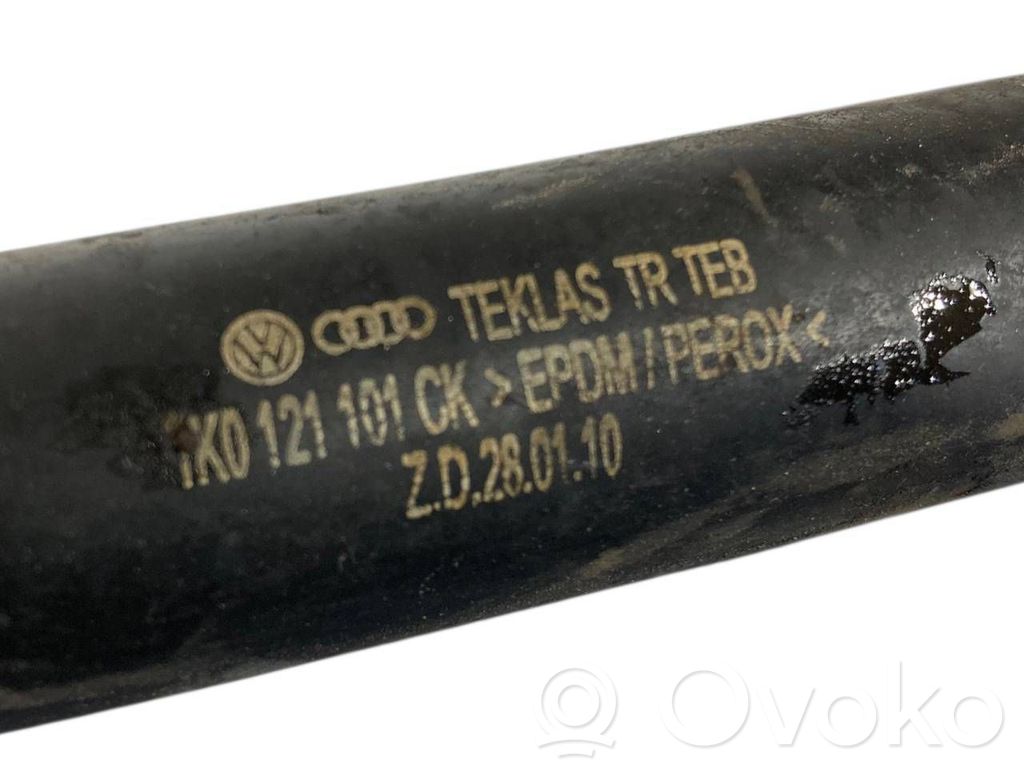 TEKLAS TR TEB
1K0 121 101 CK > EPDM / PEROX <
Z.D.28.01.10
Ovoko